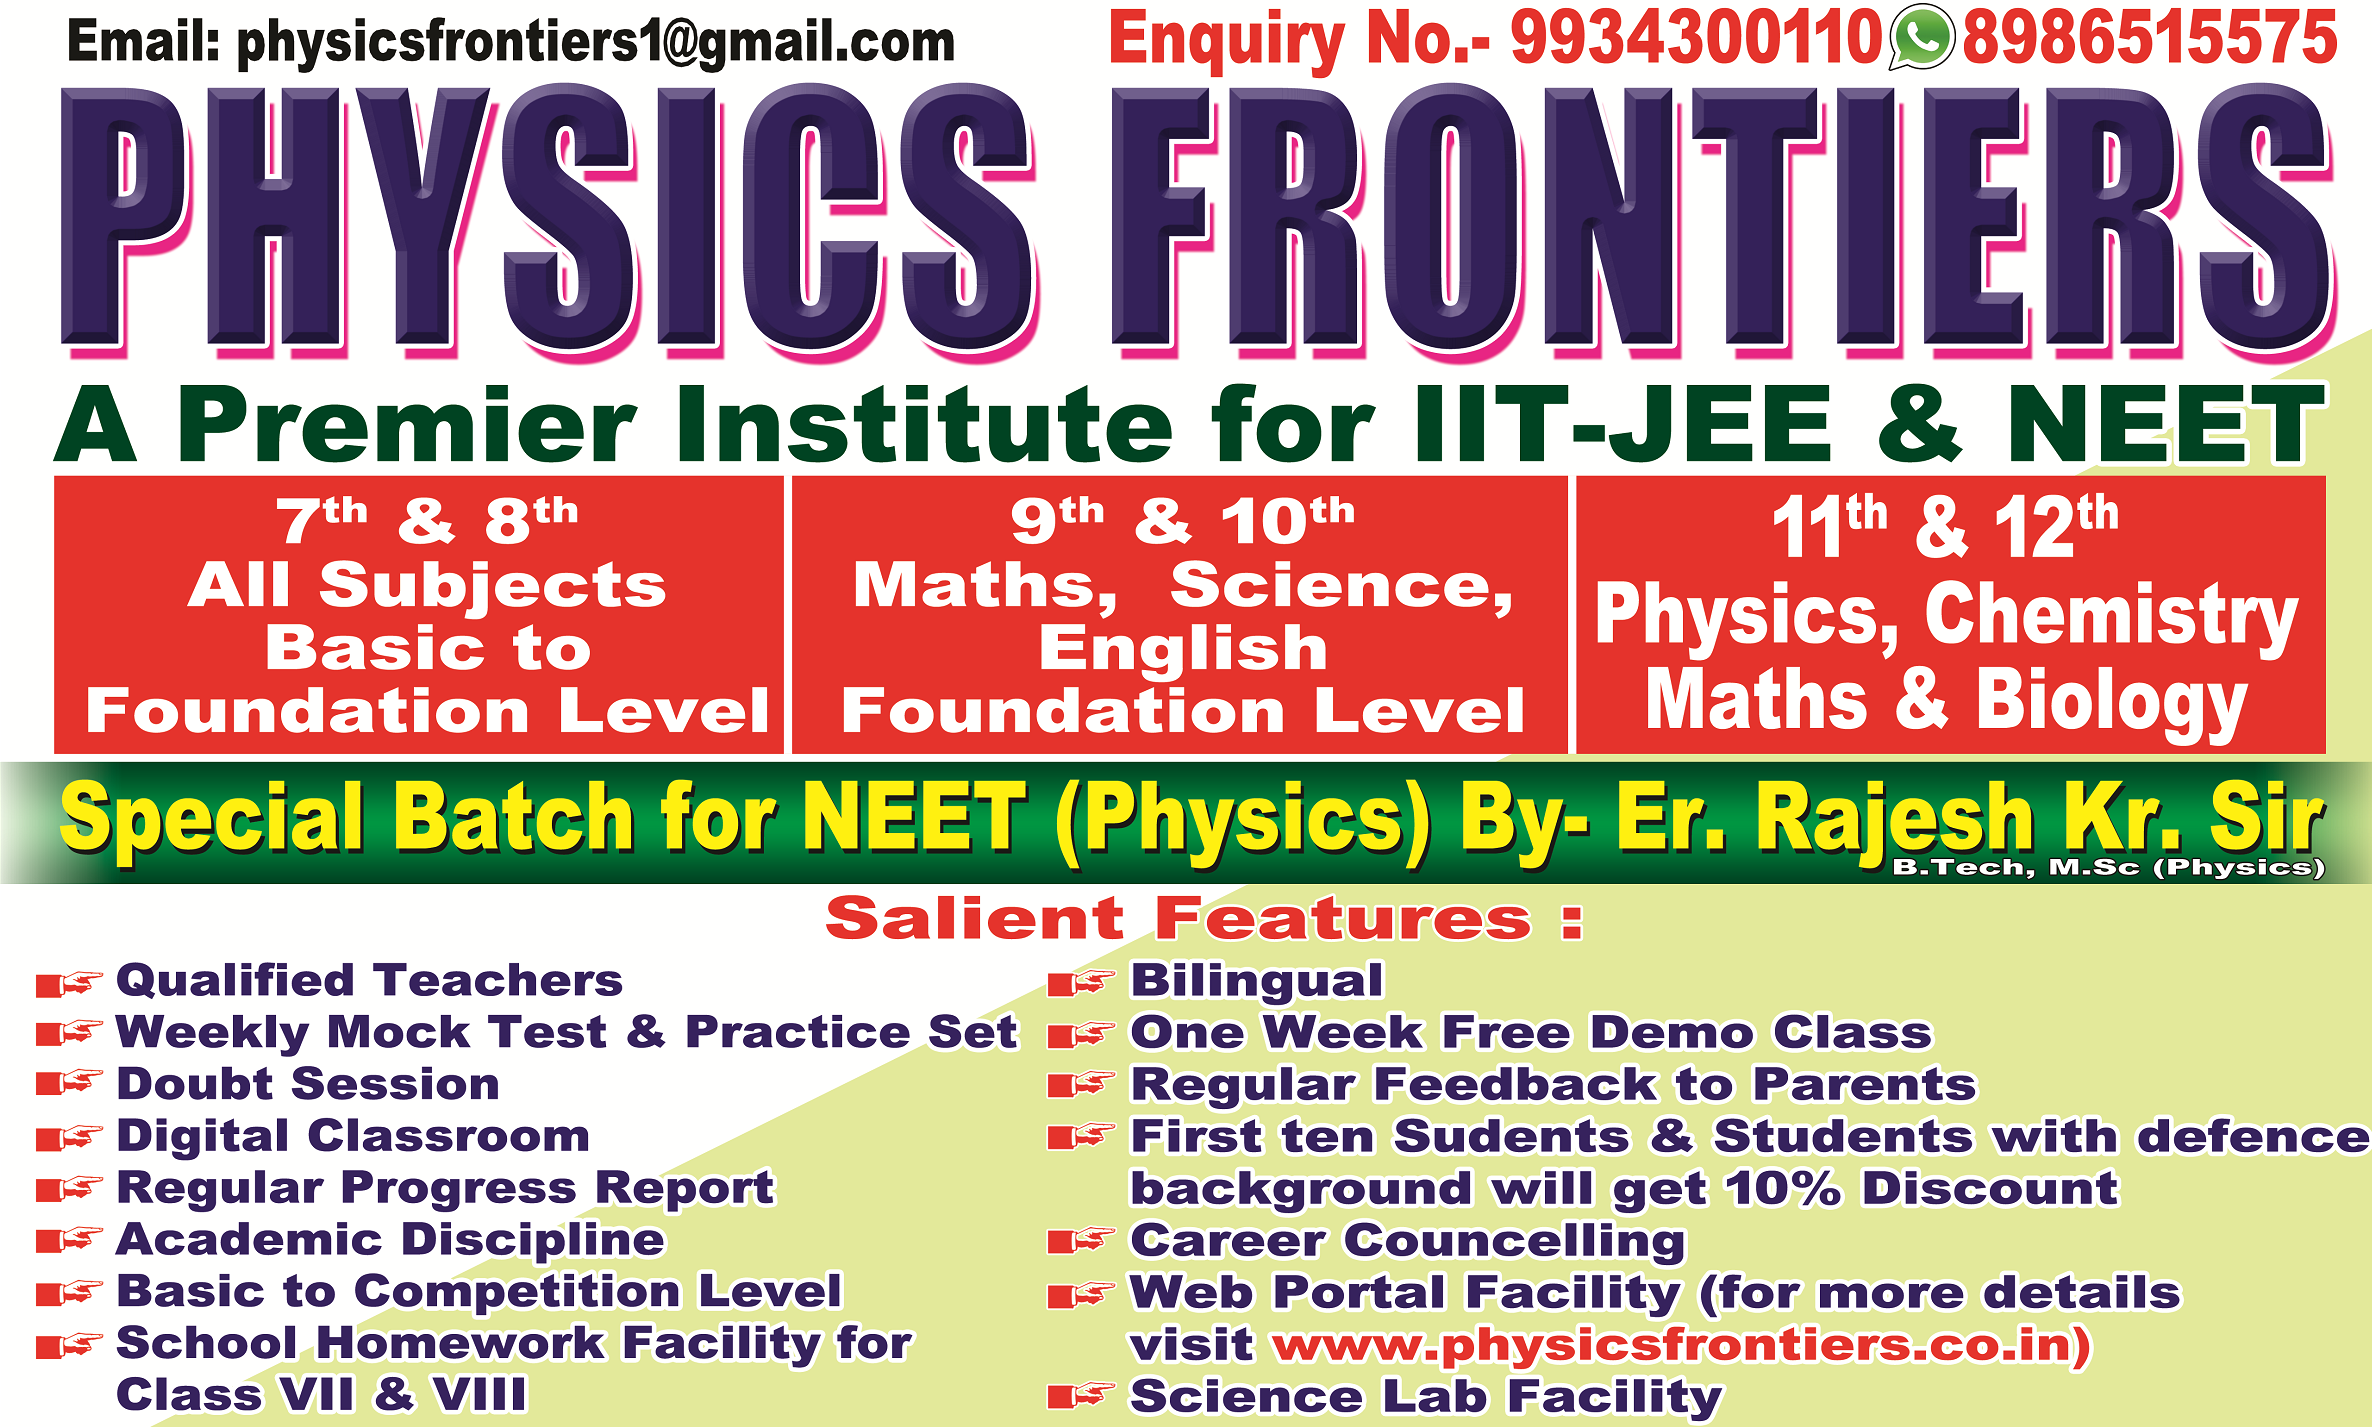 Email: physicsfrontiers1@gmail.com
Enquiry No.- 9934300110 8986515575
PHYSICS FRONTIERS
A Premier Institute for IIT-JEE & NEET
7th & 8th
All Subjects
Basic to
Foundation Level
9th & 10th
Maths, Science,
English
Foundation Level
11th & 12th
Physics, Chemistry
Maths & Biology
Special Batch for NEET (Physics) By- Er. Rajesh Kr. Sir
B.Tech, M.Sc (Physics)
Salient Features :
Qualified Teachers
Weekly Mock Test & Practice Set
Doubt Session
Digital Classroom
Regular Progress Report
Academic Discipline
Basic to Competition Level
School Homework Facility for
Class VII & VIII
Bilingual
One Week Free Demo Class
Regular Feedback to Parents
First ten Sudents & Students with defence
background will get 10% Discount
Career Councelling
Web Portal Facility (for more details
visit www.physicsfrontiers.co.in)
Science Lab Facility